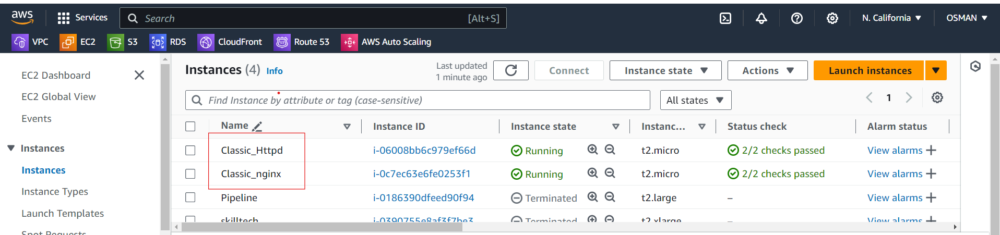 aws
Services
Search
[Alt+S]
N. California
OSMAN
VPC
EC2
S3
RDS
CloudFront
Route 53
AWS Auto Scaling
EC2 Dashboard
EC2 Global View
Events
Instances
Instances
Instance Types
Launch Templates
Spot Requests
Instances (4) Info
Last updated
1 minute ago
Connect
Instance state
Actions
Launch instances
Find Instance by attribute or tag (case-sensitive)
All states
1
Name Instance ID Instance state Instanc... Status check Alarm status
Classic_Httpd i-06008bb6c979ef66d Running t2.micro 2/2 checks passed View alarms
Classic_nginx i-0c7ec63e6fe0253f1 Running t2.micro 2/2 checks passed View alarms
Pipeline i-0186390dfeed90f94 Terminated t2.large – View alarms
skilltech i-0390755e8af3f7be3 Terminated t2.xlarge – View alarms